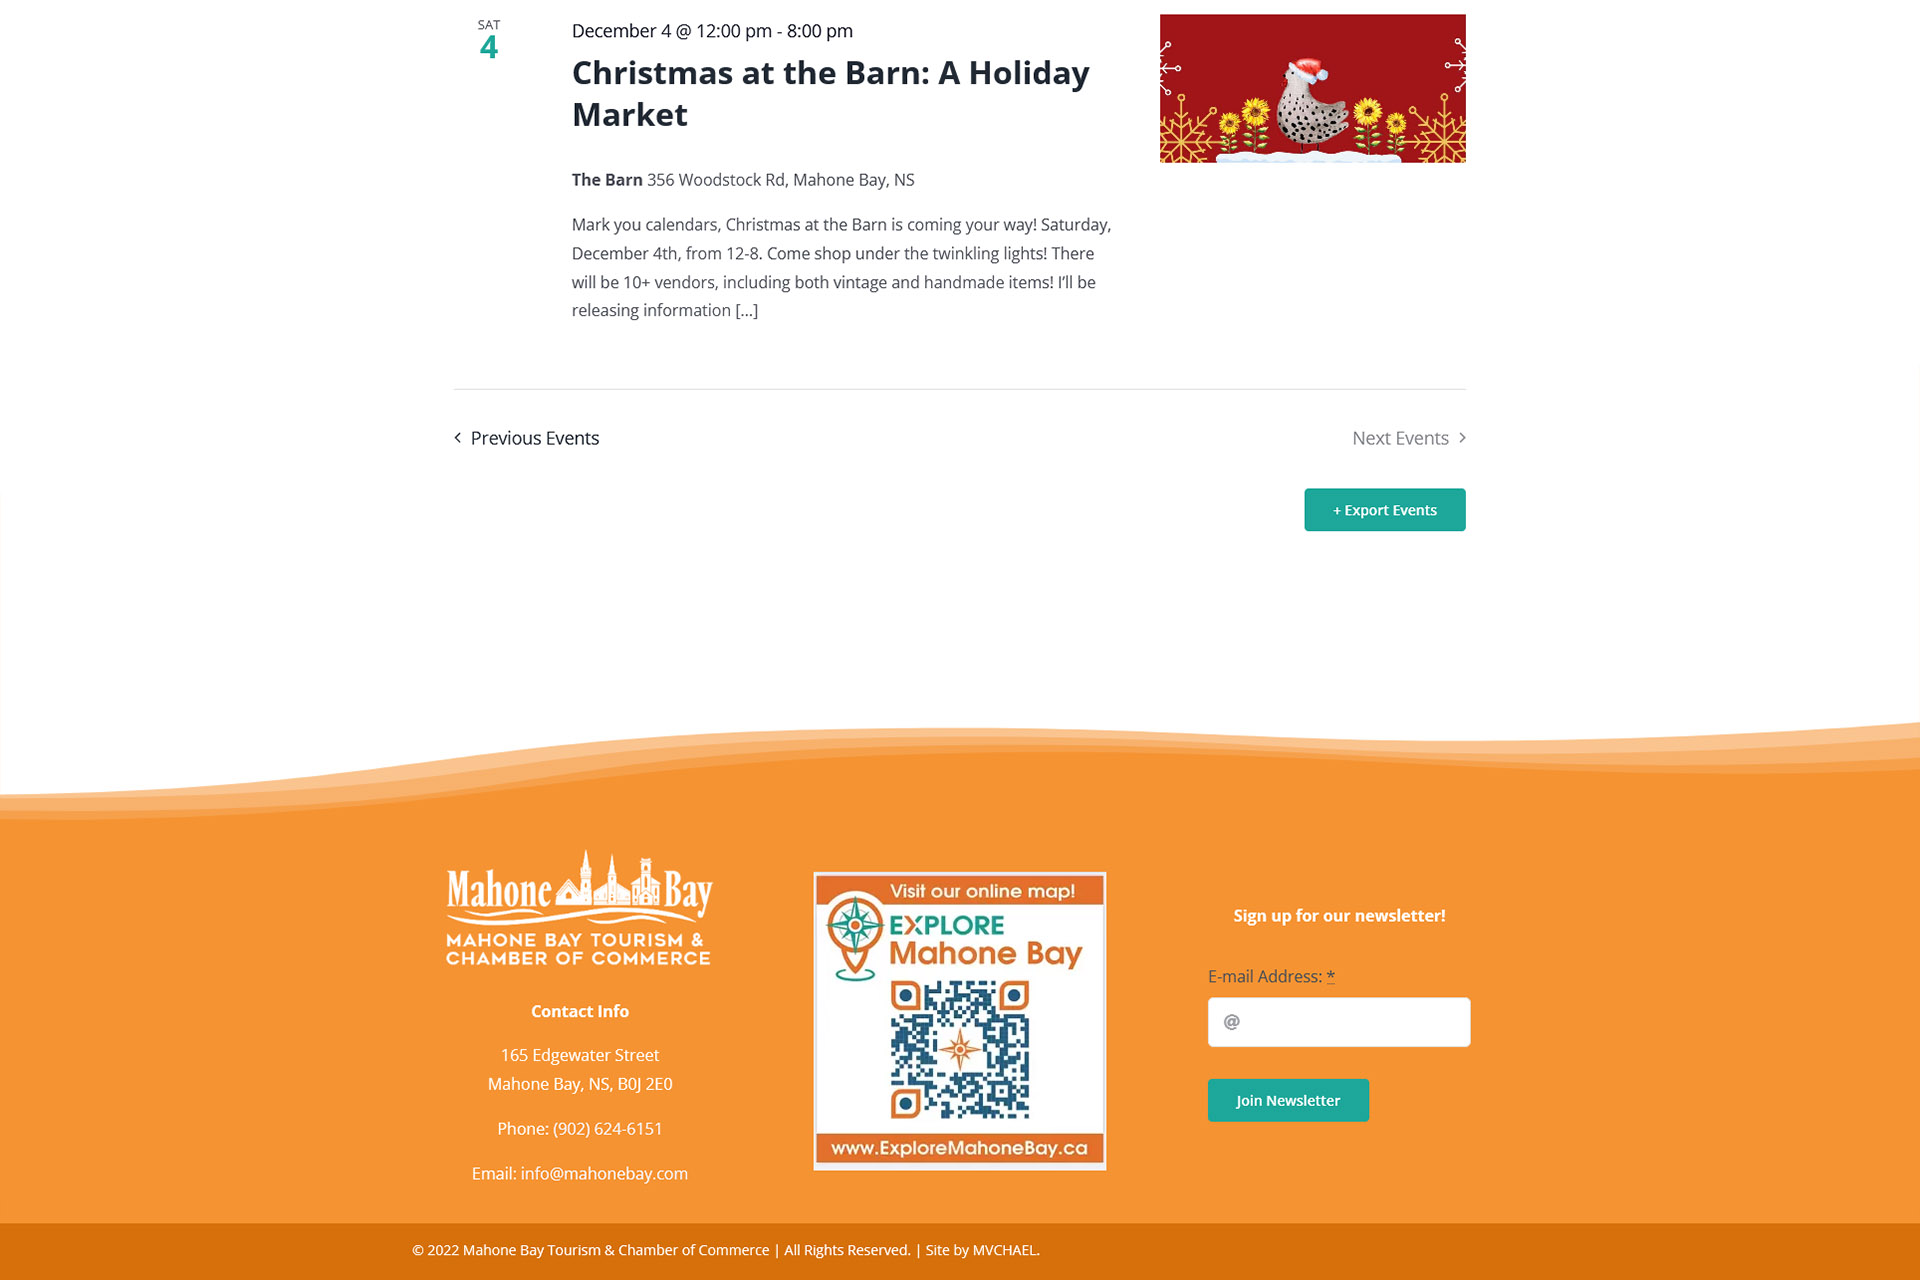 SAT
4
December 4 @ 12:00 pm - 8:00 pm
Christmas at the Barn: A Holiday
Market
The Barn 356 Woodstock Rd, Mahone Bay, NS
Mark you calendars, Christmas at the Barn is coming your way! Saturday,
December 4th, from 12-8. Come shop under the twinkling lights! There
will be 10+ vendors, including both vintage and handmade items! I’ll be
releasing information [...]
Previous Events
Next Events
+ Export Events
Mahone Bay
MAHONE BAY TOURISM &
CHAMBER OF COMMERCE
Contact Info
165 Edgewater Street
Mahone Bay, NS, B0J 2E0
Phone: (902) 624-6151
Email: info@mahonebay.com
Visit our online map!
EXPLORE
Mahone Bay
www.ExploreMahoneBay.ca
Sign up for our newsletter!
E-mail Address: *
@
Join Newsletter
© 2022 Mahone Bay Tourism & Chamber of Commerce | All Rights Reserved. | Site by MVCHAEL.